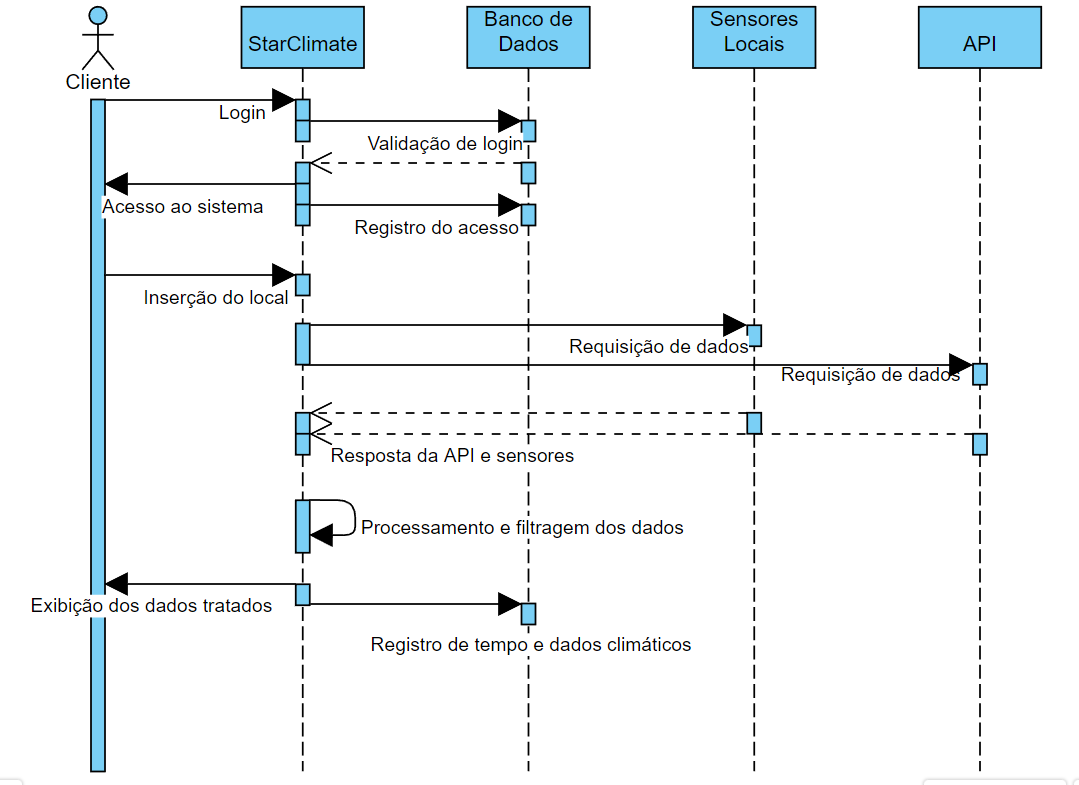 Cliente
StarClimate
Banco de
Dados
Sensores
Locais
API
Login
Validação de login
Acesso ao sistema
Registro do acesso
Inserção do local
Requisição de dados
Requisição de dados
Resposta da API e sensores
Processamento e filtragem dos dados
Exibição dos dados tratados
Registro de tempo e dados climáticos